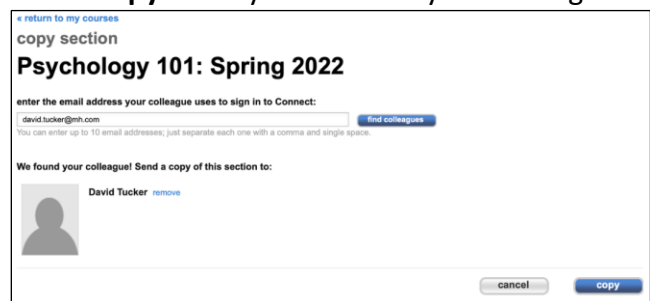 « return to my courses
copy section
Psychology 101: Spring 2022
enter the email address your colleague uses to sign in to Connect:
david.tucker@mh.com find colleagues
You can enter up to 10 email addresses; just separate each one with a comma and single space.
We found your colleague! Send a copy of this section to:
David Tucker remove
cancel copy